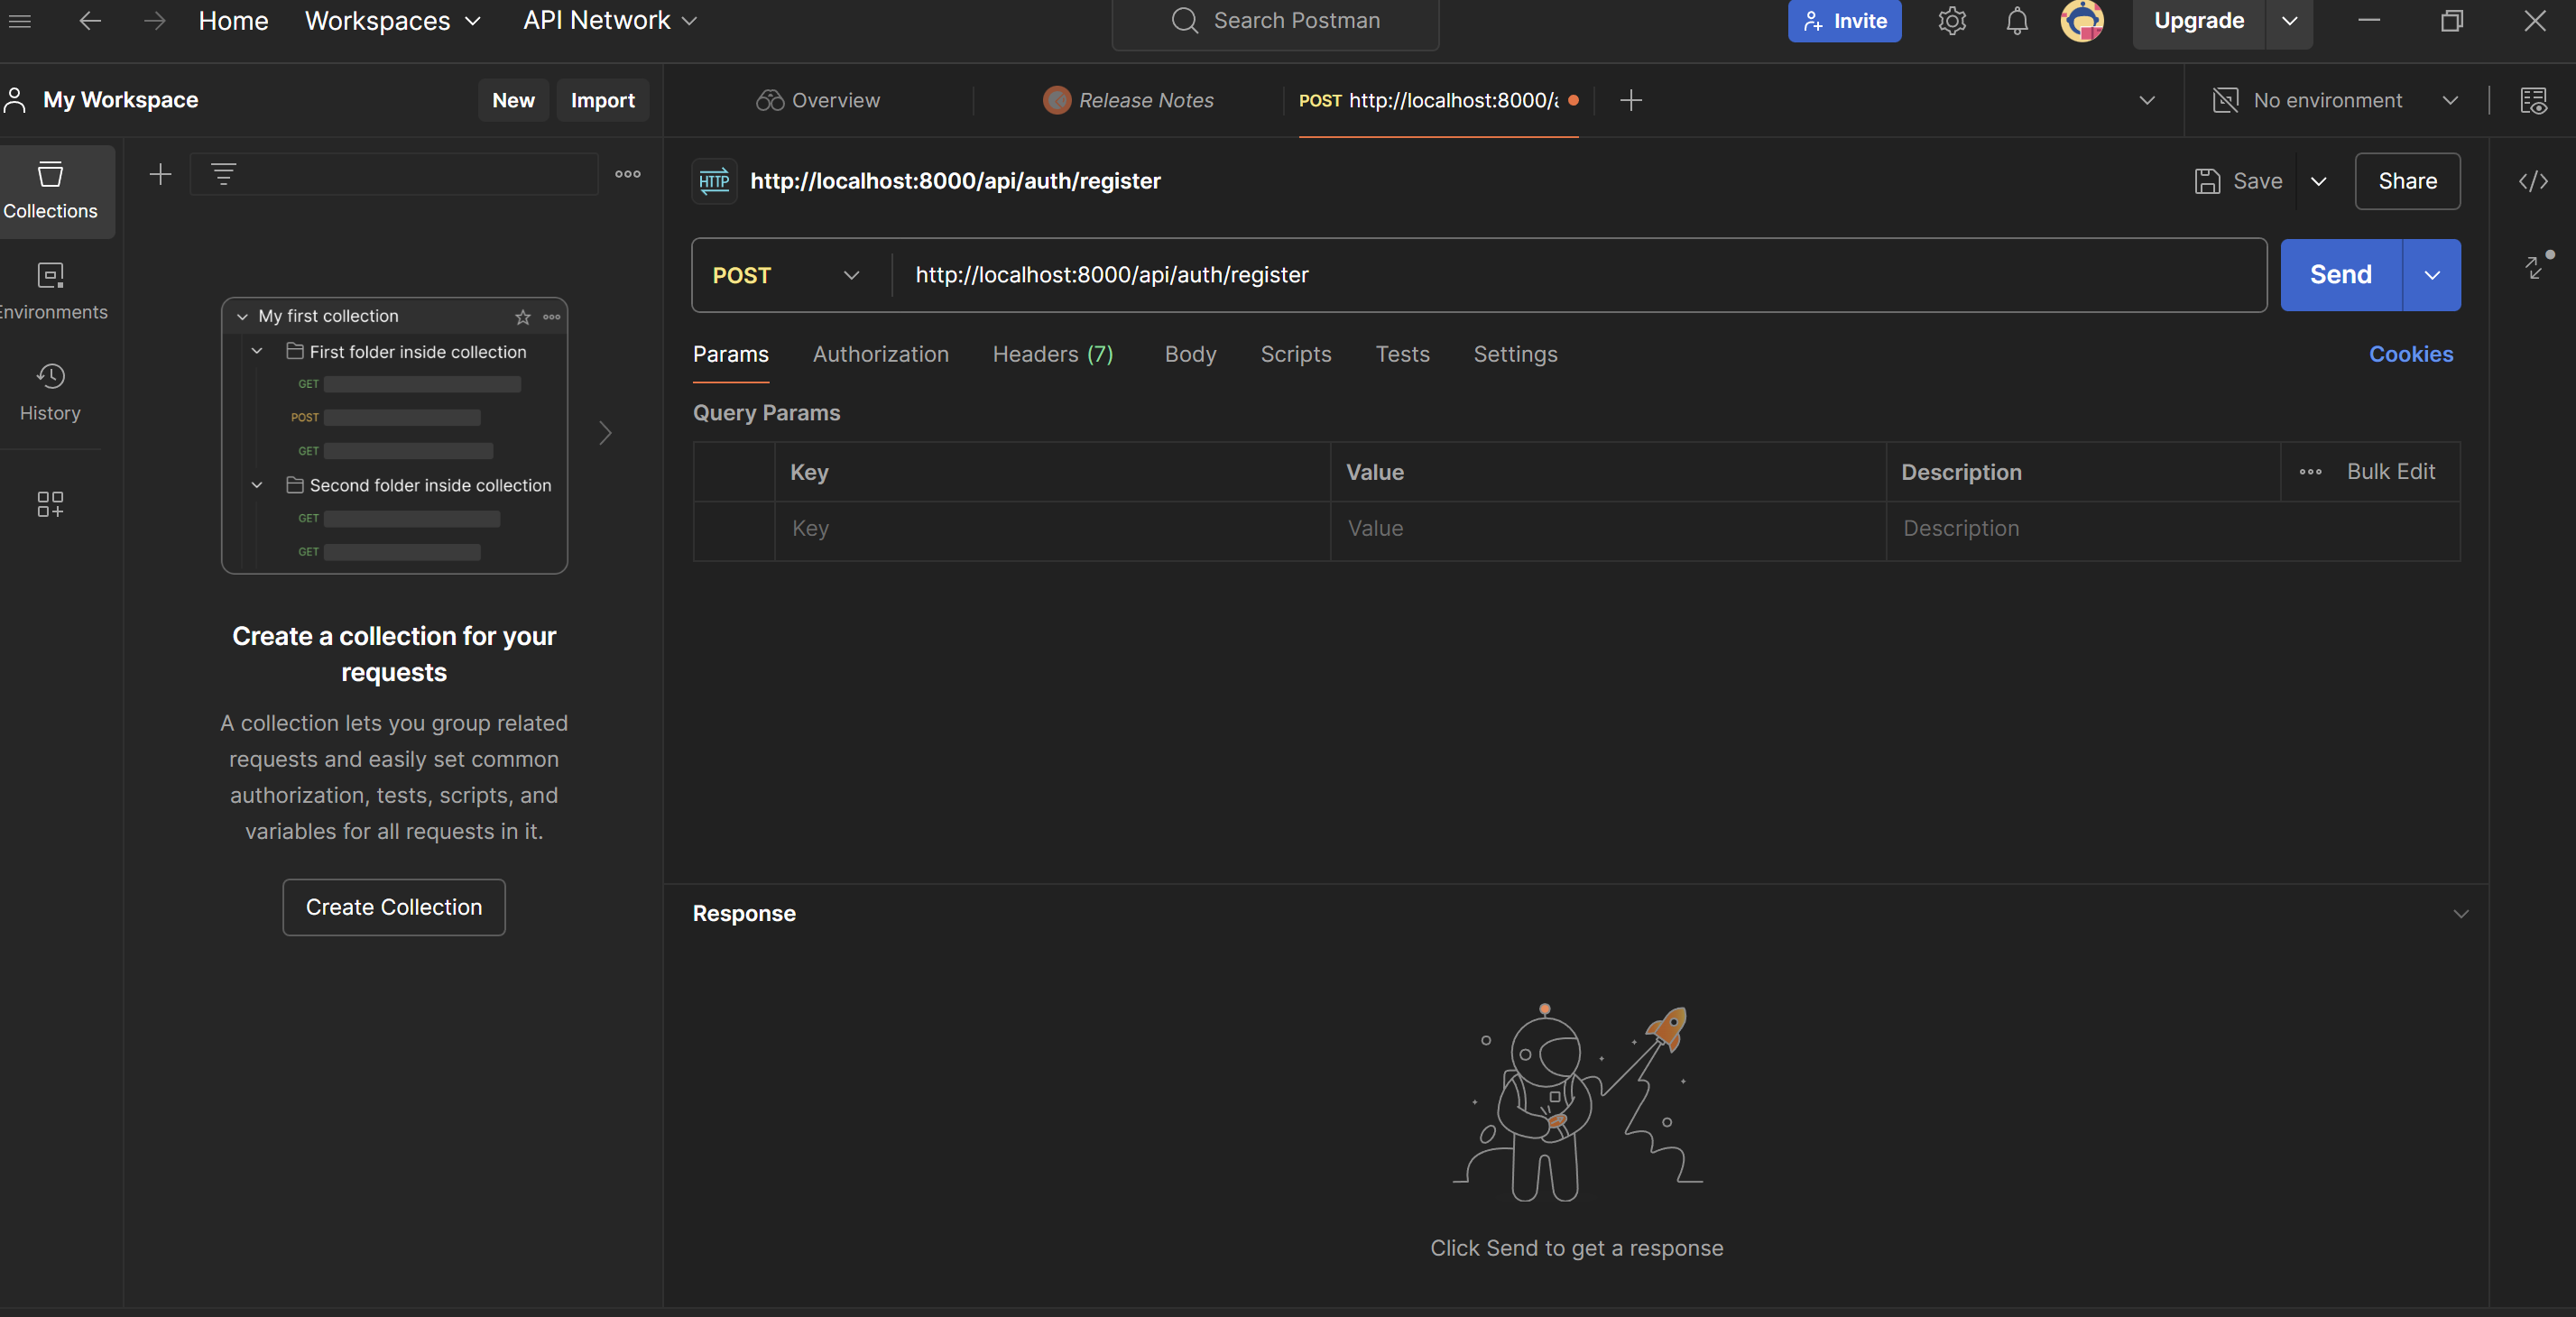 Home Workspaces API Network Search Postman Invite Upgrade
My Workspace New Import Overview Release Notes POST http://localhost:8000/a No environment
Collections
Environments
History
My first collection
First folder inside collection
GET
POST
GET
Second folder inside collection
GET
GET
Create a collection for your
requests
A collection lets you group related
requests and easily set common
authorization, tests, scripts, and
variables for all requests in it.
Create Collection
HTTP http://localhost:8000/api/auth/register Save Share
POST http://localhost:8000/api/auth/register Send
Params Authorization Headers (7) Body Scripts Tests Settings Cookies
Query Params
Key Value Description Bulk Edit
Key Value Description
Response
Click Send to get a response